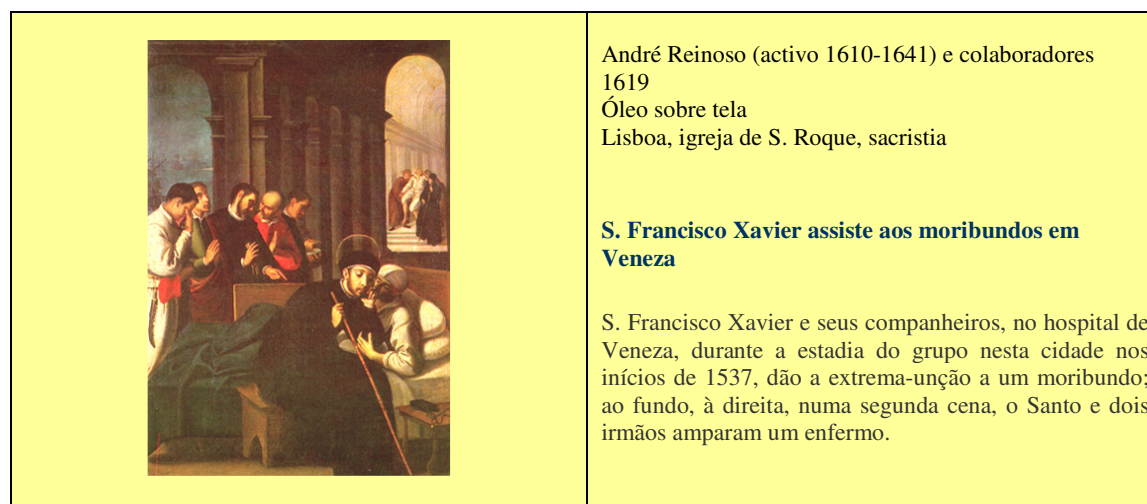 André Reinoso (activo 1610-1641) e colaboradores
1619
Óleo sobre tela
Lisboa, igreja de S. Roque, sacristia
S. Francisco Xavier assiste aos moribundos em
Veneza
S. Francisco Xavier e seus companheiros, no hospital de
Veneza, durante a estadia do grupo nesta cidade nos
inícios de 1537, dão a extrema-unção a um moribundo;
ao fundo, à direita, numa segunda cena, o Santo e dois
irmãos amparam um enfermo.